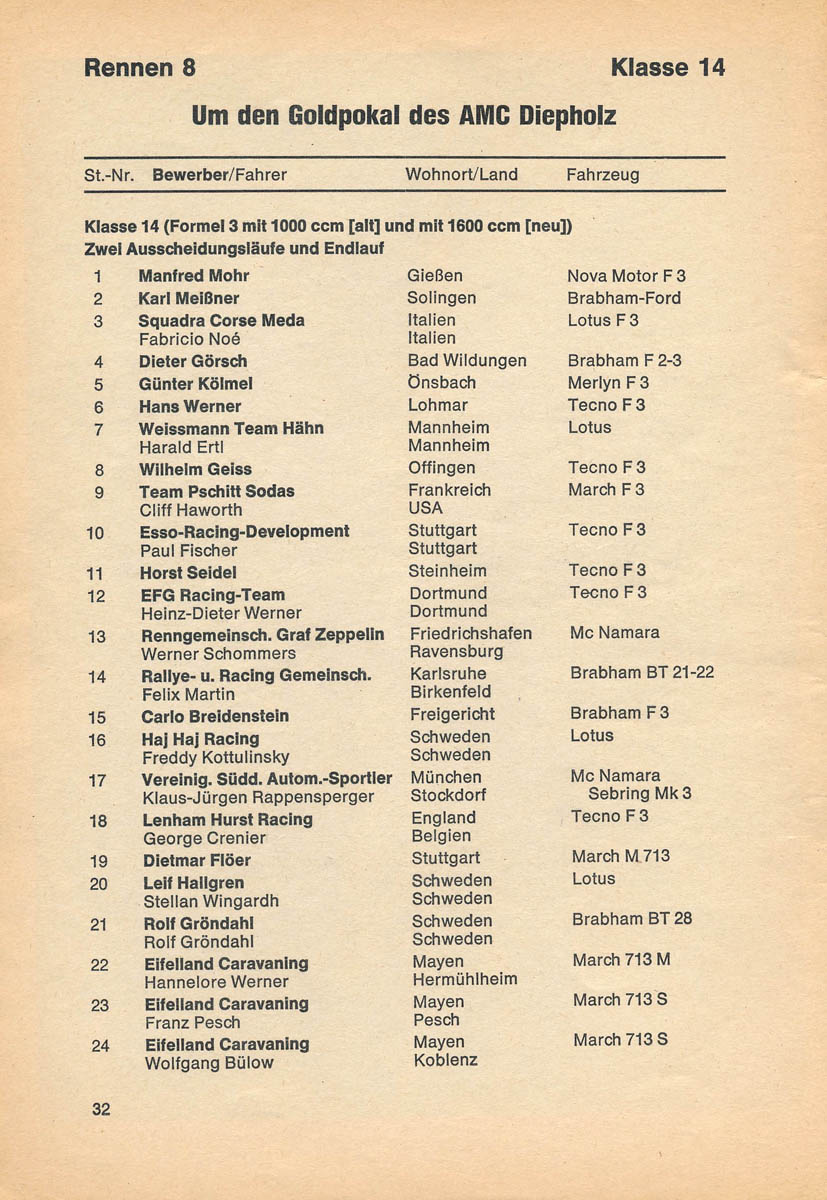 Rennen 8 Klasse 14
Um den Goldpokal des AMC Diepholz
St.-Nr. Bewerber/Fahrer Wohnort/Land Fahrzeug
Klasse 14 (Formel 3 mit 1000 ccm [alt] und mit 1600 ccm [neu])
Zwei Ausscheidungsläufe und Endlauf
1 Manfred Mohr Gießen Nova Motor F 3
2 Karl Meißner Solingen Brabham-Ford
3 Squadra Corse Meda Italien Lotus F 3
Fabricio Noé Italien
4 Dieter Görsch Bad Wildungen Brabham F 2-3
5 Günter Kölmel Önsbach Merlyn F 3
6 Hans Werner Lohmar Tecno F 3
7 Weissmann Team Hähn Mannheim Lotus
Harald Ertl Mannheim
8 Wilhelm Geiss Offingen Tecno F 3
9 Team Pschitt Sodas Frankreich March F 3
Cliff Haworth USA
10 Esso-Racing-Development Stuttgart Tecno F 3
Paul Fischer Stuttgart
11 Horst Seidel Steinheim Tecno F 3
12 EFG Racing-Team Dortmund Tecno F 3
Heinz-Dieter Werner Dortmund
13 Renngemeinsch. Graf Zeppelin Friedrichshafen Mc Namara
Werner Schommers Ravensburg
14 Rallye- u. Racing Gemeinsch. Karlsruhe Brabham BT 21-22
Felix Martin Birkenfeld
15 Carlo Breidenstein Freigericht Brabham F 3
16 Haj Haj Racing Schweden Lotus
Freddy Kottulinsky Schweden
17 Vereinig. Südd. Autom.-Sportler München Mc Namara
Klaus-Jürgen Rappensperger Stockdorf Sebring Mk 3
18 Lenham Hurst Racing England Tecno F 3
George Crenier Belgien
19 Dietmar Flöer Stuttgart March M 713
20 Leif Hallgren Schweden Lotus
Stellan Wingardh Schweden
21 Rolf Gröndahl Schweden Brabham BT 28
Rolf Gröndahl Schweden
22 Eifelland Caravaning Mayen March 713 M
Hannelore Werner Hermühlheim
23 Eifelland Caravaning Mayen March 713 S
Franz Pesch Pesch
24 Eifelland Caravaning Mayen March 713 S
Wolfgang Bülow Koblenz
32